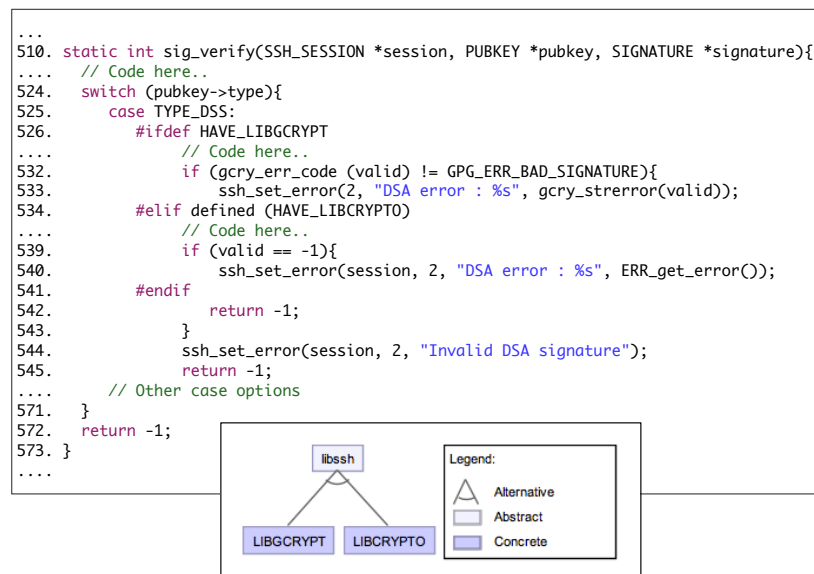 ...
510. static int sig_verify(SSH_SESSION *session, PUBKEY *pubkey, SIGNATURE *signature){
.... // Code here..
524. switch (pubkey->type){
525. case TYPE_DSS:
526. #ifdef HAVE_LIBGCRYPT
.... // Code here..
532. if (gcry_err_code (valid) != GPG_ERR_BAD_SIGNATURE){
533. ssh_set_error(2, "DSA error : %s", gcry_strerror(valid));
534. #elif defined (HAVE_LIBCRYPTO)
.... // Code here..
539. if (valid == -1){
540. ssh_set_error(session, 2, "DSA error : %s", ERR_get_error());
541. #endif
542. return -1;
543. }
544. ssh_set_error(session, 2, "Invalid DSA signature");
545. return -1;
.... // Other case options
571. }
572. return -1;
573. }
....
libssh
LIBGCRYPT
LIBCRYPTO
Legend:
Alternative
Abstract
Concrete